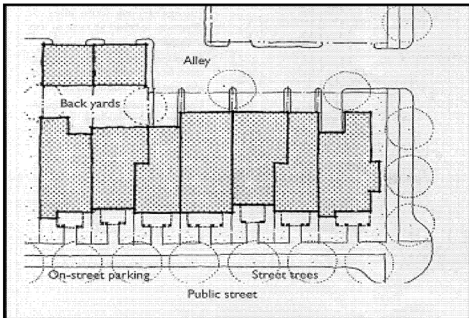 Alley
Back yards
On-street parking
Street trees
Public street